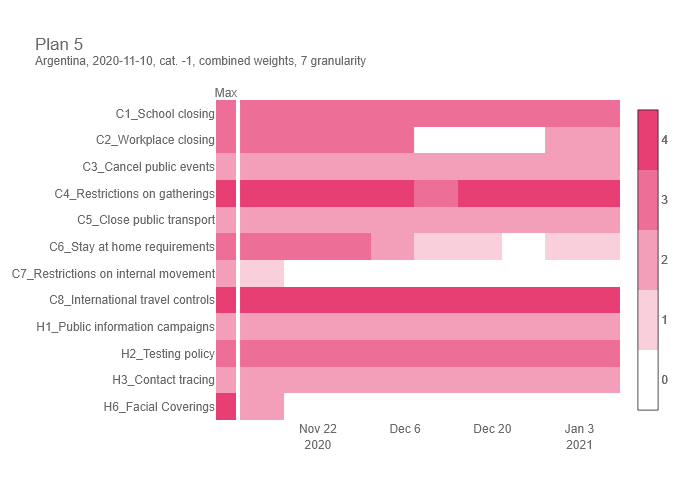 Plan 5
Argentina, 2020-11-10, cat. -1, combined weights, 7 granularity
Max
C1_School closing
C2_Workplace closing
C3_Cancel public events
C4_Restrictions on gatherings
C5_Close public transport
C6_Stay at home requirements
C7_Restrictions on internal movement
C8_International travel controls
H1_Public information campaigns
H2_Testing policy
H3_Contact tracing
H6_Facial Coverings
Nov 22
2020
Dec 6
Dec 20
Jan 3
2021
4
3
2
1
0